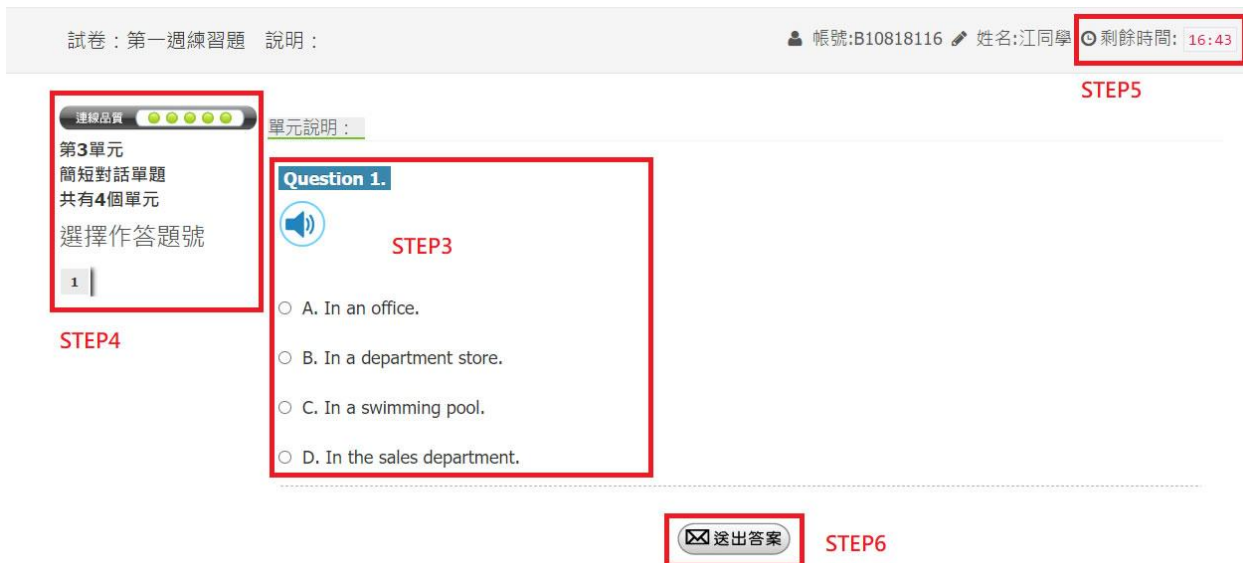 試卷：第一週練習題 說明：
帳號:B10818116 姓名:江同學 剩餘時間: 16:43
STEP5
連線品質
單元說明：
第3單元
簡短對話單題
共有4個單元
選擇作答題號
1
STEP4
Question 1.
STEP3
A. In an office.
B. In a department store.
C. In a swimming pool.
D. In the sales department.
送出答案
STEP6